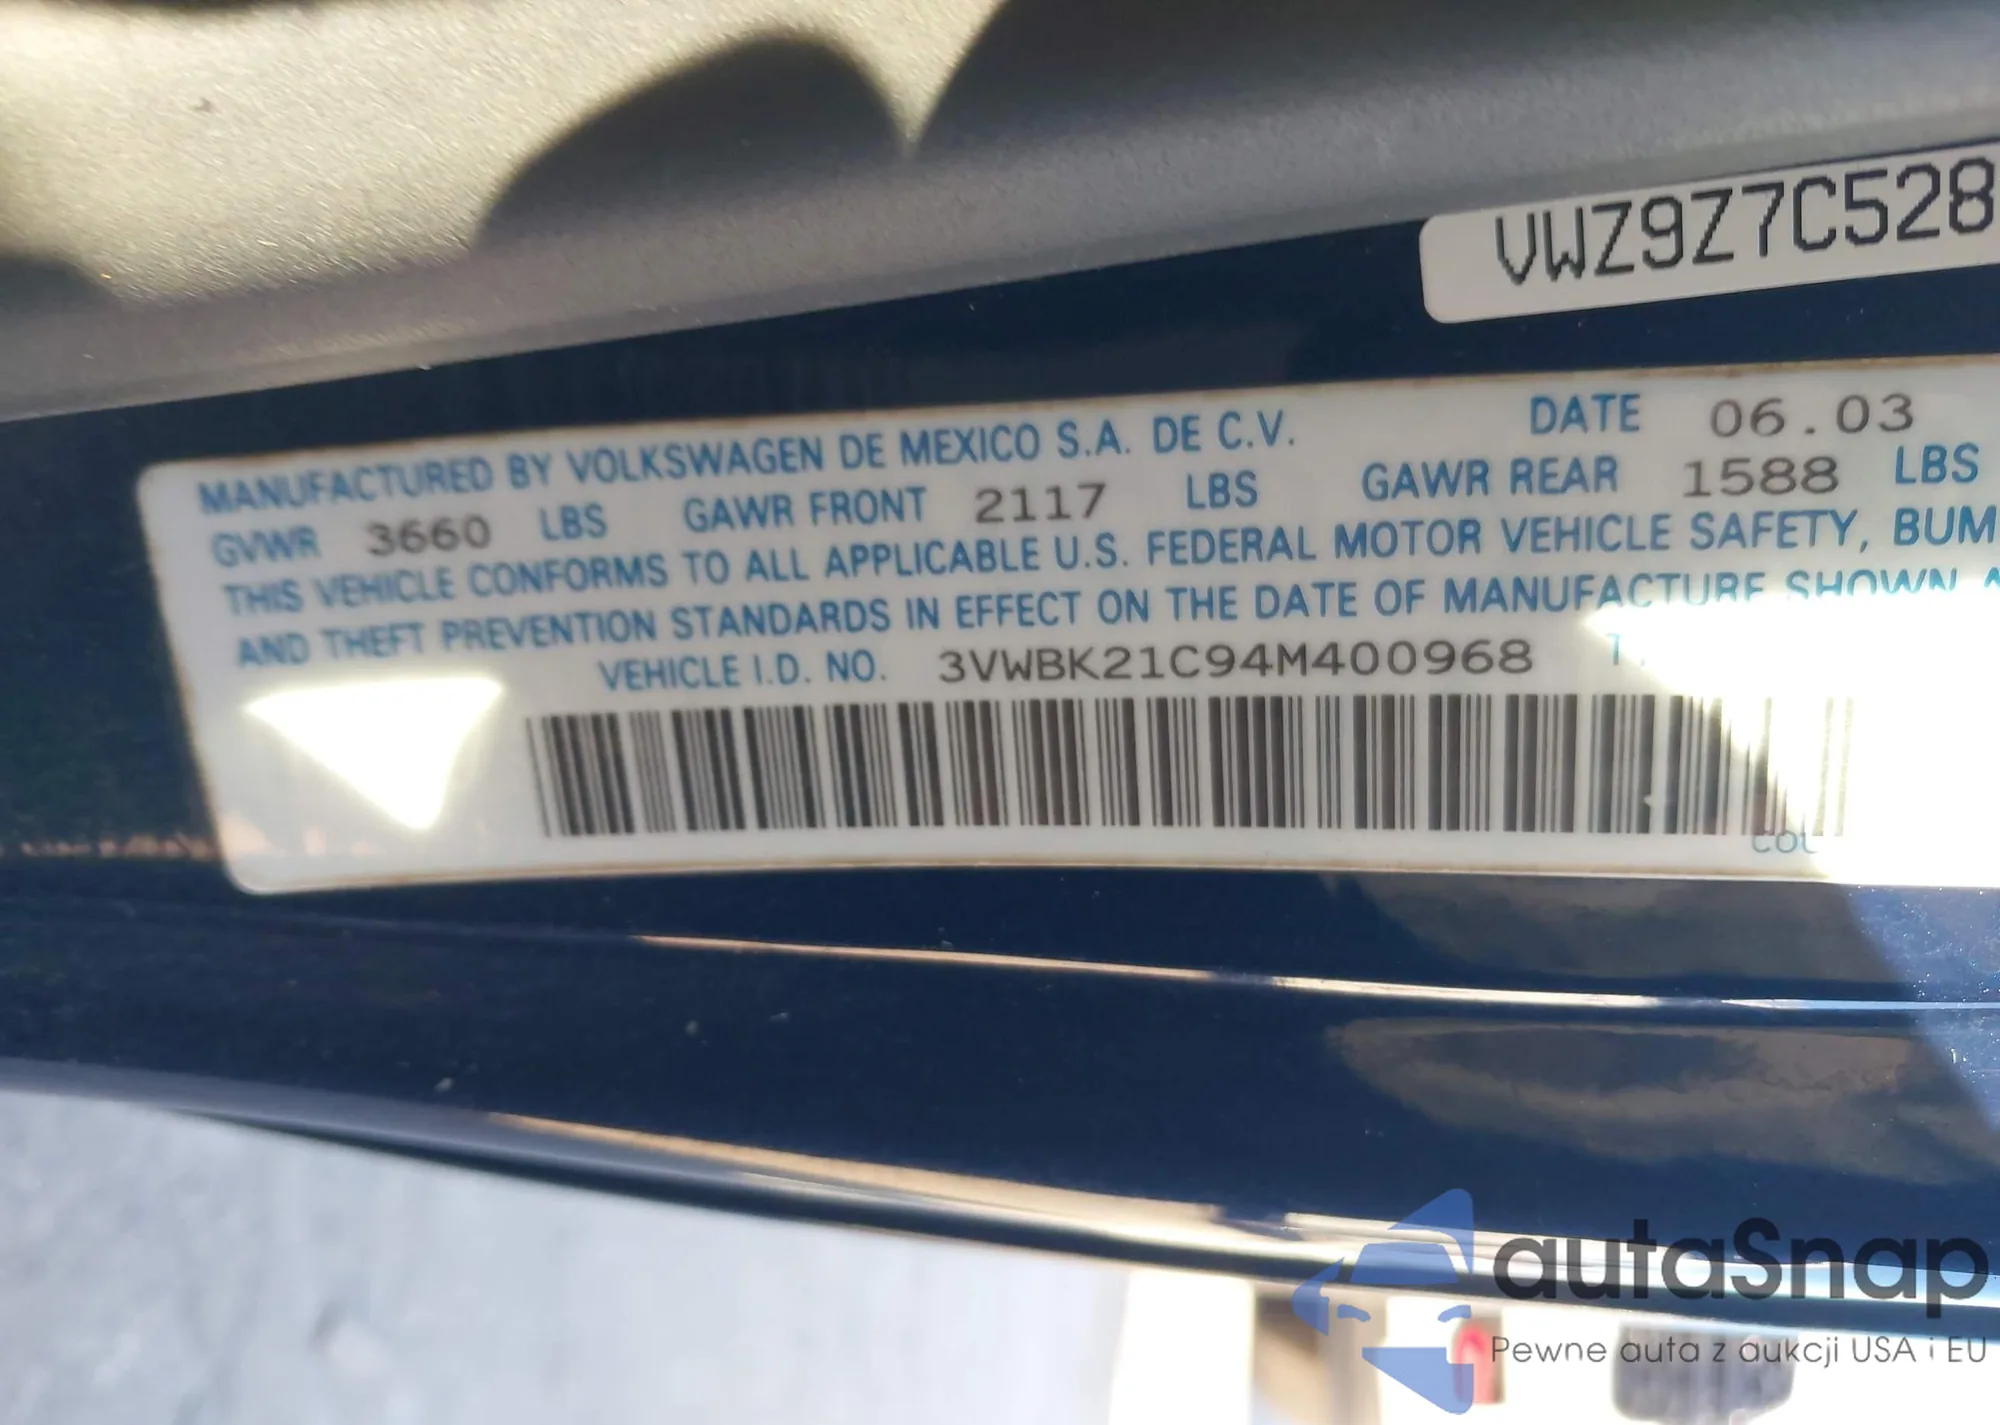 VWZ9Z7C528
MANUFACTURED BY VOLKSWAGEN DE MEXICO S.A. DE C.V. DATE 06.03
GVWR 3660 LBS GAWR FRONT 2117 LBS GAWR REAR 1588 LBS
THIS VEHICLE CONFORMS TO ALL APPLICABLE U.S. FEDERAL MOTOR VEHICLE SAFETY, BUM
AND THEFT PREVENTION STANDARDS IN EFFECT ON THE DATE OF MANUFACTURE SHOWN
VEHICLE I.D. NO. 3VWBK21C94M400968
COL
autaSnap
Pewne auta z aukcji USA i EU